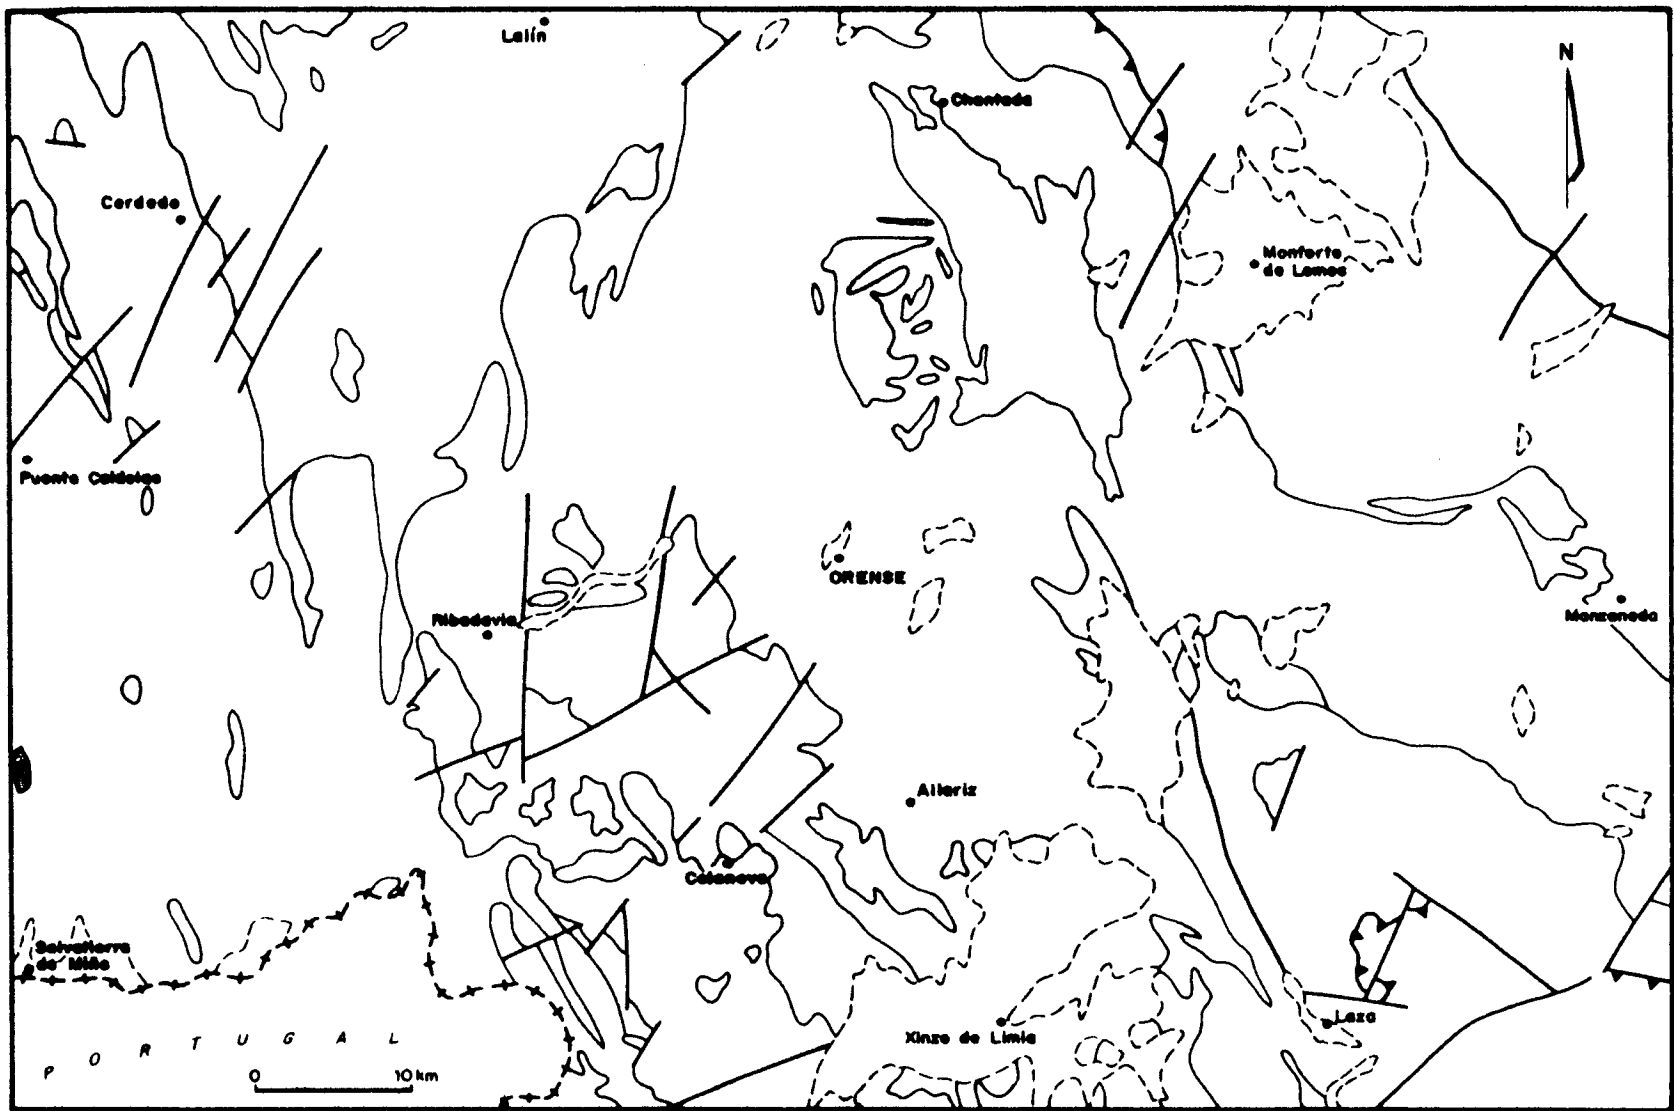 Lalín
N
Chantada
Cerdedo
Monforte
de Lemos
Puente Caldelas
ORENSE
Ribadavia
Manzaneda
Allariz
Celanova
Salvatierra
de Miño
Laza
Xinzo de Limia
PORTUGAL
0 10 km